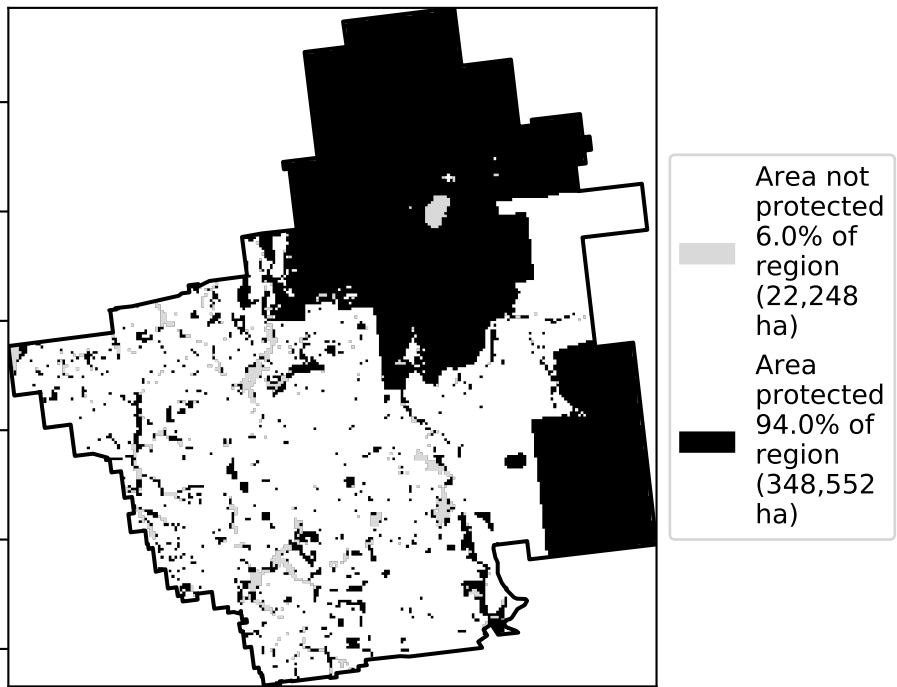 Area not
protected
6.0% of
region
(22,248
ha)
Area
protected
94.0% of
region
(348,552
ha)